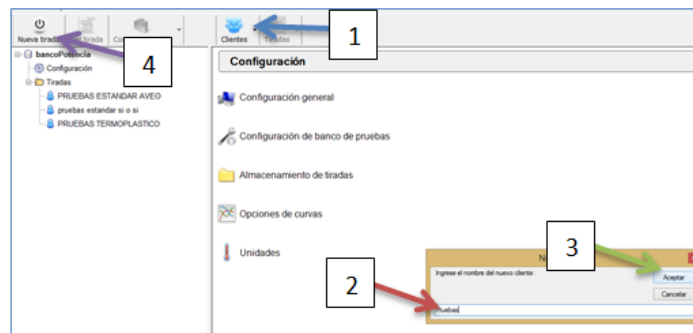 Nueva tirada tirada Clientes Tiradas
1
4
bancoPotencia
Configuración
Tiradas
PRUEBAS ESTANDAR AVEO
pruebas estandar si o si
PRUEBAS TERMOPLASTICO
Configuración
Configuración general
Configuración de banco de pruebas
Almacenamiento de tiradas
Opciones de curvas
Unidades
3
2
Ingrese el nombre del nuevo cliente:
Aceptar
Cancelar
Pruebas